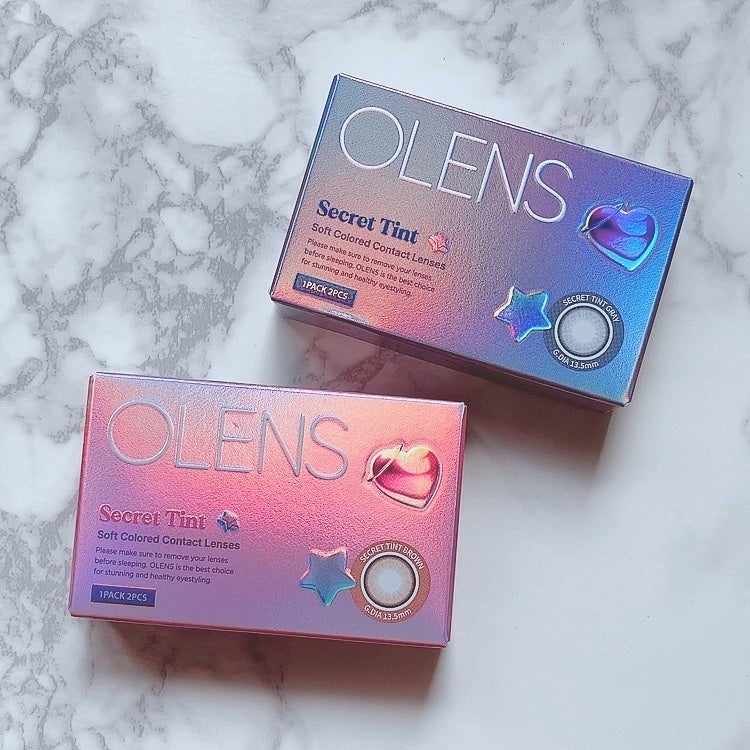 OLENS
Secret Tint
Soft Colored Contact Lenses
Please make sure to remove your lenses
before sleeping. OLENS is the best choice
for stunning and healthy eyestyling.
1PACK 2PCS
SECRET TINT GRAY
G.DIA 13.5mm
OLENS
Secret Tint
Soft Colored Contact Lenses
Please make sure to remove your lenses
before sleeping. OLENS is the best choice
for stunning and healthy eyestyling.
1PACK 2PCS
SECRET TINT BROWN
G.DIA 13.5mm